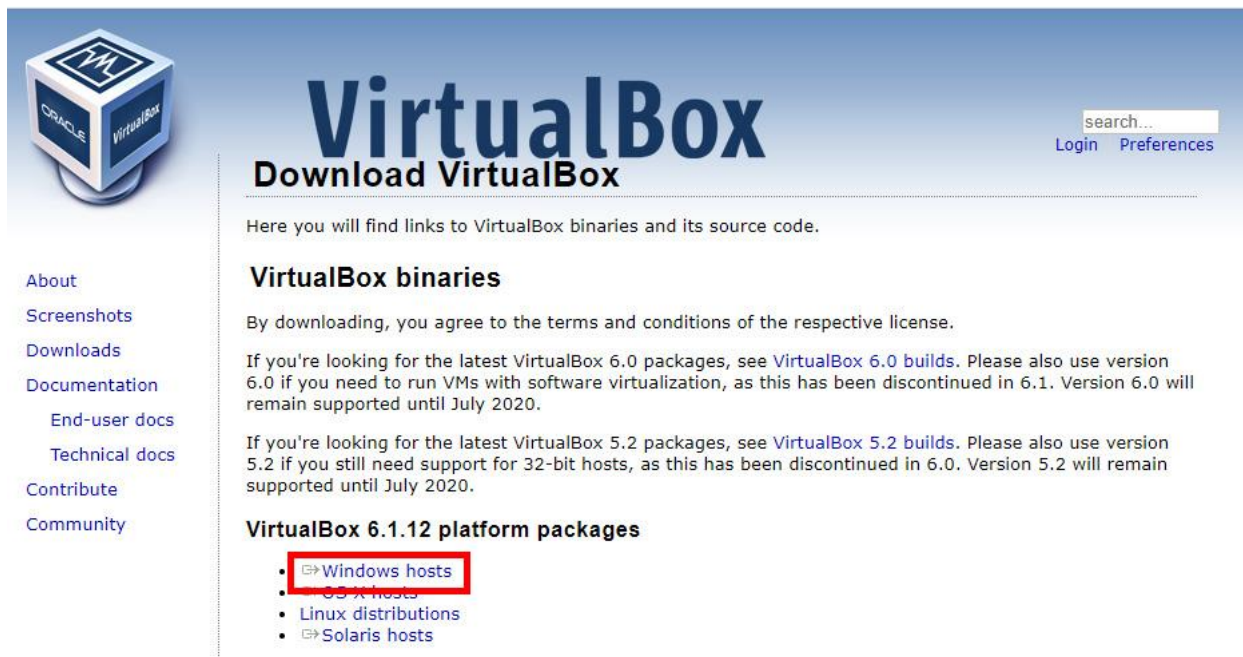 ORACLE
VirtualBox
VirtualBox
search...
Login Preferences
Download VirtualBox
Here you will find links to VirtualBox binaries and its source code.
About
Screenshots
Downloads
Documentation
End-user docs
Technical docs
Contribute
Community
VirtualBox binaries
By downloading, you agree to the terms and conditions of the respective license.
If you're looking for the latest VirtualBox 6.0 packages, see VirtualBox 6.0 builds. Please also use version
6.0 if you need to run VMs with software virtualization, as this has been discontinued in 6.1. Version 6.0 will
remain supported until July 2020.
If you're looking for the latest VirtualBox 5.2 packages, see VirtualBox 5.2 builds. Please also use version
5.2 if you still need support for 32-bit hosts, as this has been discontinued in 6.0. Version 5.2 will remain
supported until July 2020.
VirtualBox 6.1.12 platform packages
Windows hosts
OS X hosts
Linux distributions
Solaris hosts